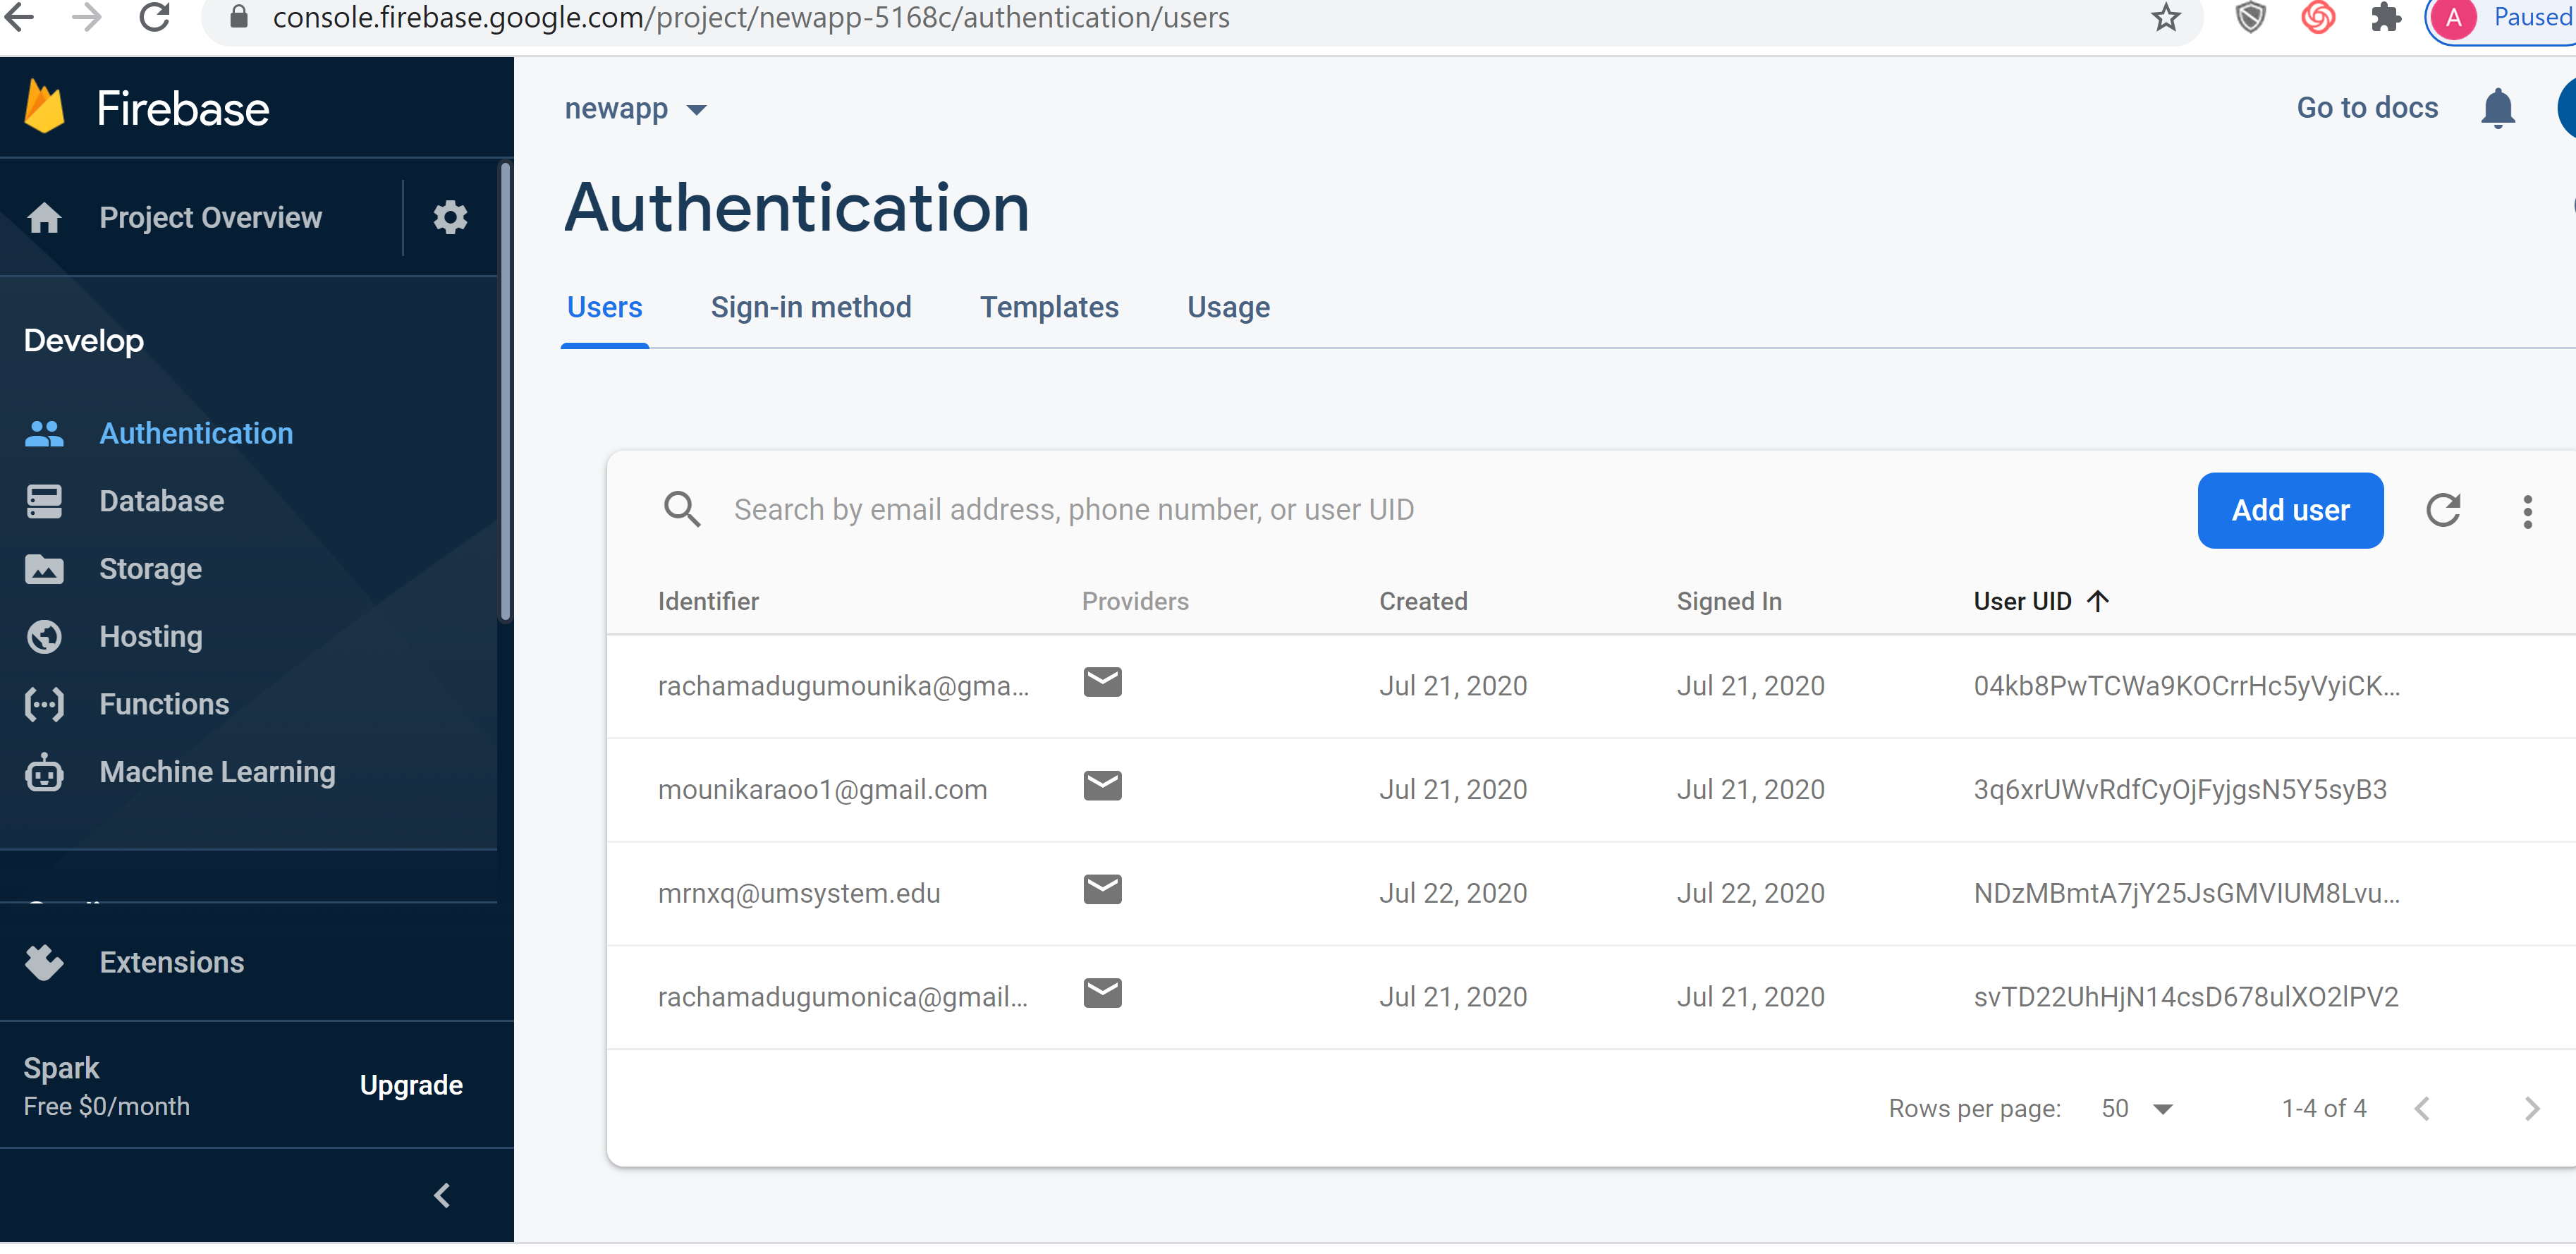 console.firebase.google.com/project/newapp-5168c/authentication/users
A Paused
Firebase
newapp
Go to docs
Project Overview
Authentication
Users Sign-in method Templates Usage
Develop
Authentication
Database
Storage
Hosting
Functions
Machine Learning
Extensions
Spark
Free $0/month
Upgrade
Search by email address, phone number, or user UID
Add user
Identifier Providers Created Signed In User UID
rachamadugumounika@gma... Jul 21, 2020 Jul 21, 2020 04kb8PwTCWa9KOCrrHc5yVyiCK...
mounikaraoo1@gmail.com Jul 21, 2020 Jul 21, 2020 3q6xrUWvRdfCyOjFyjgsN5Y5syB3
mrnxq@umsystem.edu Jul 22, 2020 Jul 22, 2020 NDzMBmtA7jY25JsGMVIUM8Lvu...
rachamadugumonica@gmail... Jul 21, 2020 Jul 21, 2020 svTD22UhHjN14csD678ulXO2lPV2
Rows per page: 50 1-4 of 4